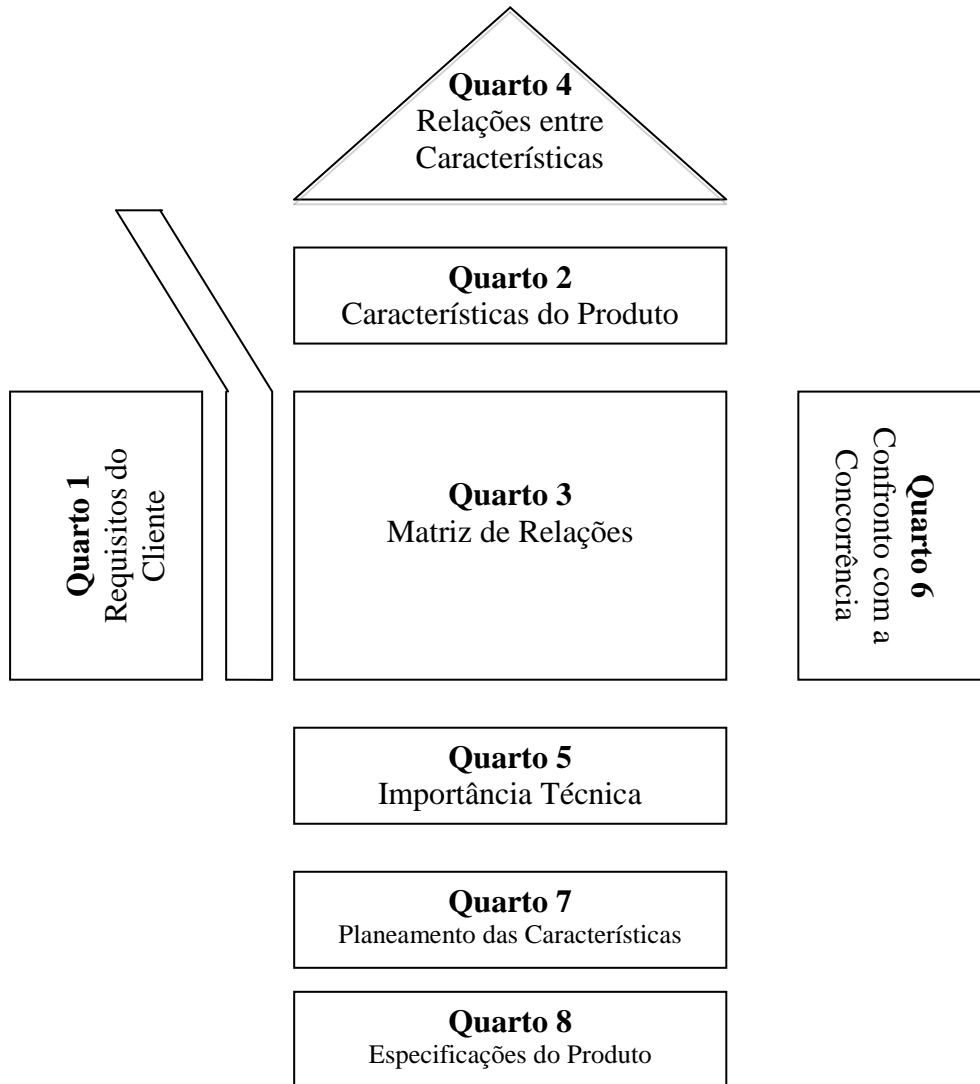 Quarto 4
Relações entre
Características
Quarto 2
Características do Produto
Quarto 1
Requisitos do
Cliente
Quarto 3
Matriz de Relações
Quarto 6
Confronto com a
Concorrência
Quarto 5
Importância Técnica
Quarto 7
Planeamento das Características
Quarto 8
Especificações do Produto